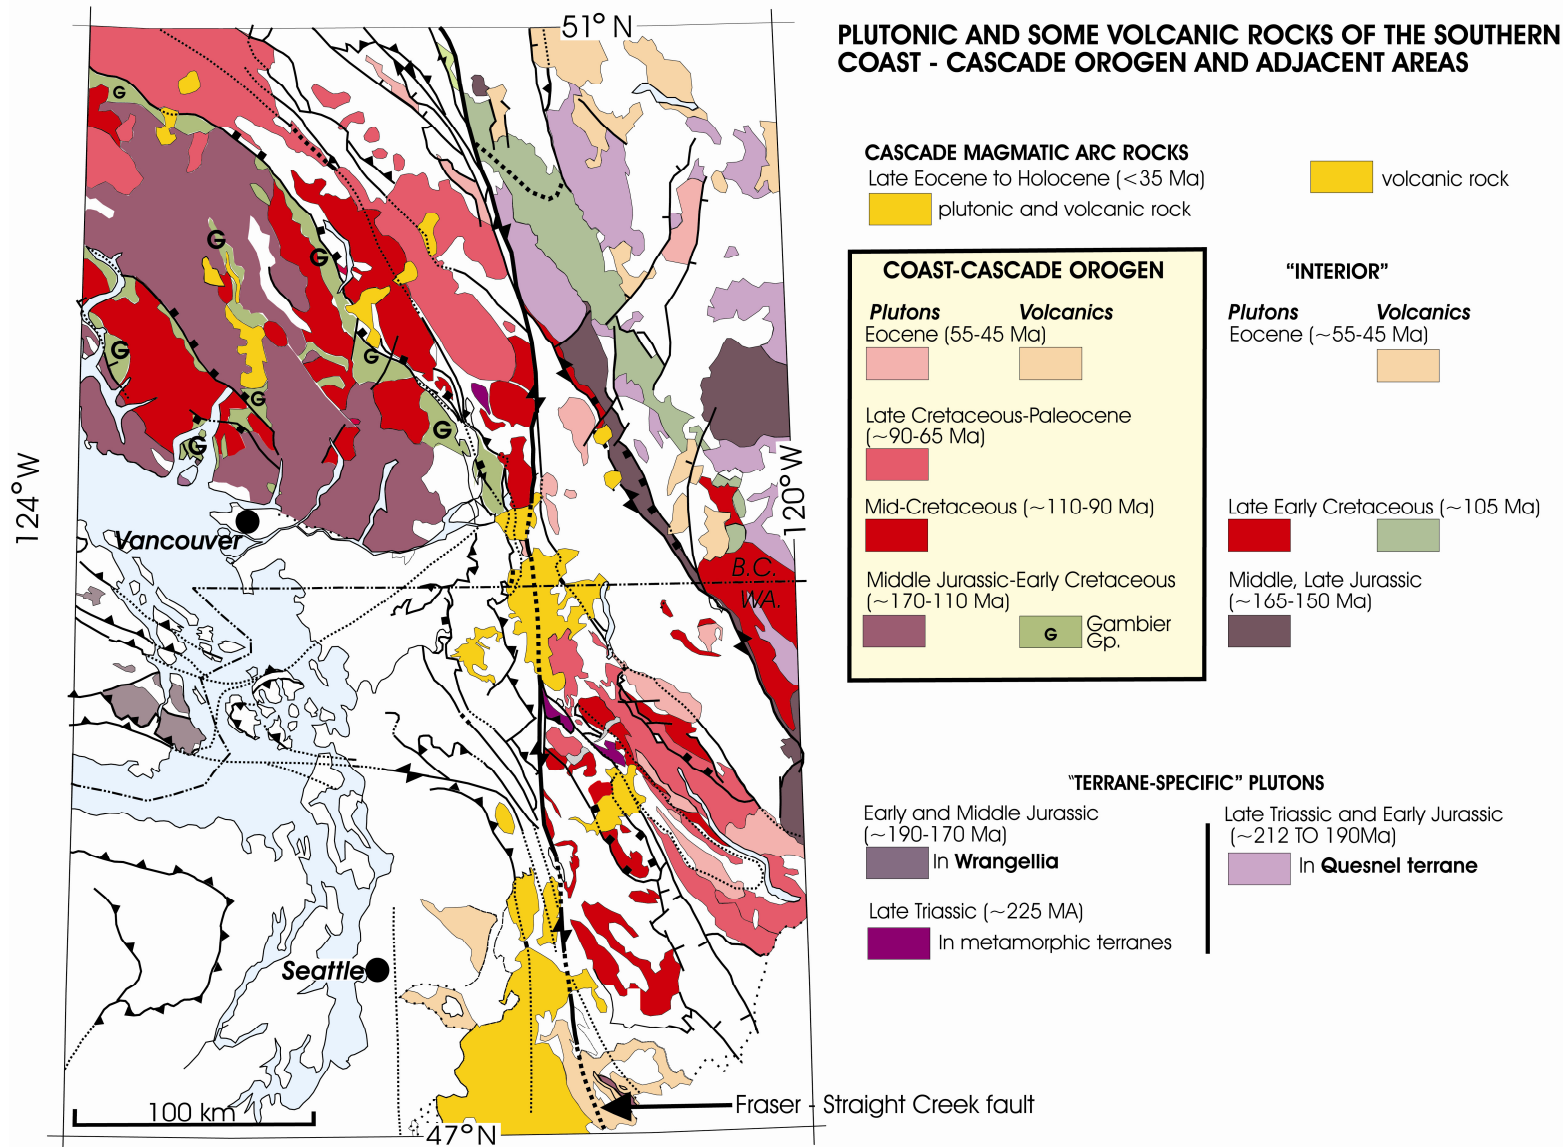 51° N
PLUTONIC AND SOME VOLCANIC ROCKS OF THE SOUTHERN
COAST - CASCADE OROGEN AND ADJACENT AREAS
CASCADE MAGMATIC ARC ROCKS
Late Eocene to Holocene (<35 Ma)
plutonic and volcanic rock
volcanic rock
COAST-CASCADE OROGEN
Plutons
Volcanics
Eocene (55-45 Ma)
Late Cretaceous-Paleocene
(~90-65 Ma)
Mid-Cretaceous (~110-90 Ma)
Middle Jurassic-Early Cretaceous
(~170-110 Ma)
G
Gambier
Gp.
"INTERIOR"
Plutons
Volcanics
Eocene (~55-45 Ma)
Late Early Cretaceous (~105 Ma)
Middle, Late Jurassic
(~165-150 Ma)
"TERRANE-SPECIFIC" PLUTONS
Early and Middle Jurassic
(~190-170 Ma)
In Wrangellia
Late Triassic (~225 MA)
In metamorphic terranes
Late Triassic and Early Jurassic
(~212 TO 190Ma)
In Quesnel terrane
G
G
G
G
G
G
G
G
124°W
120°W
Vancouver
B.C.
WA.
Seattle
100 km
47°N
Fraser - Straight Creek fault